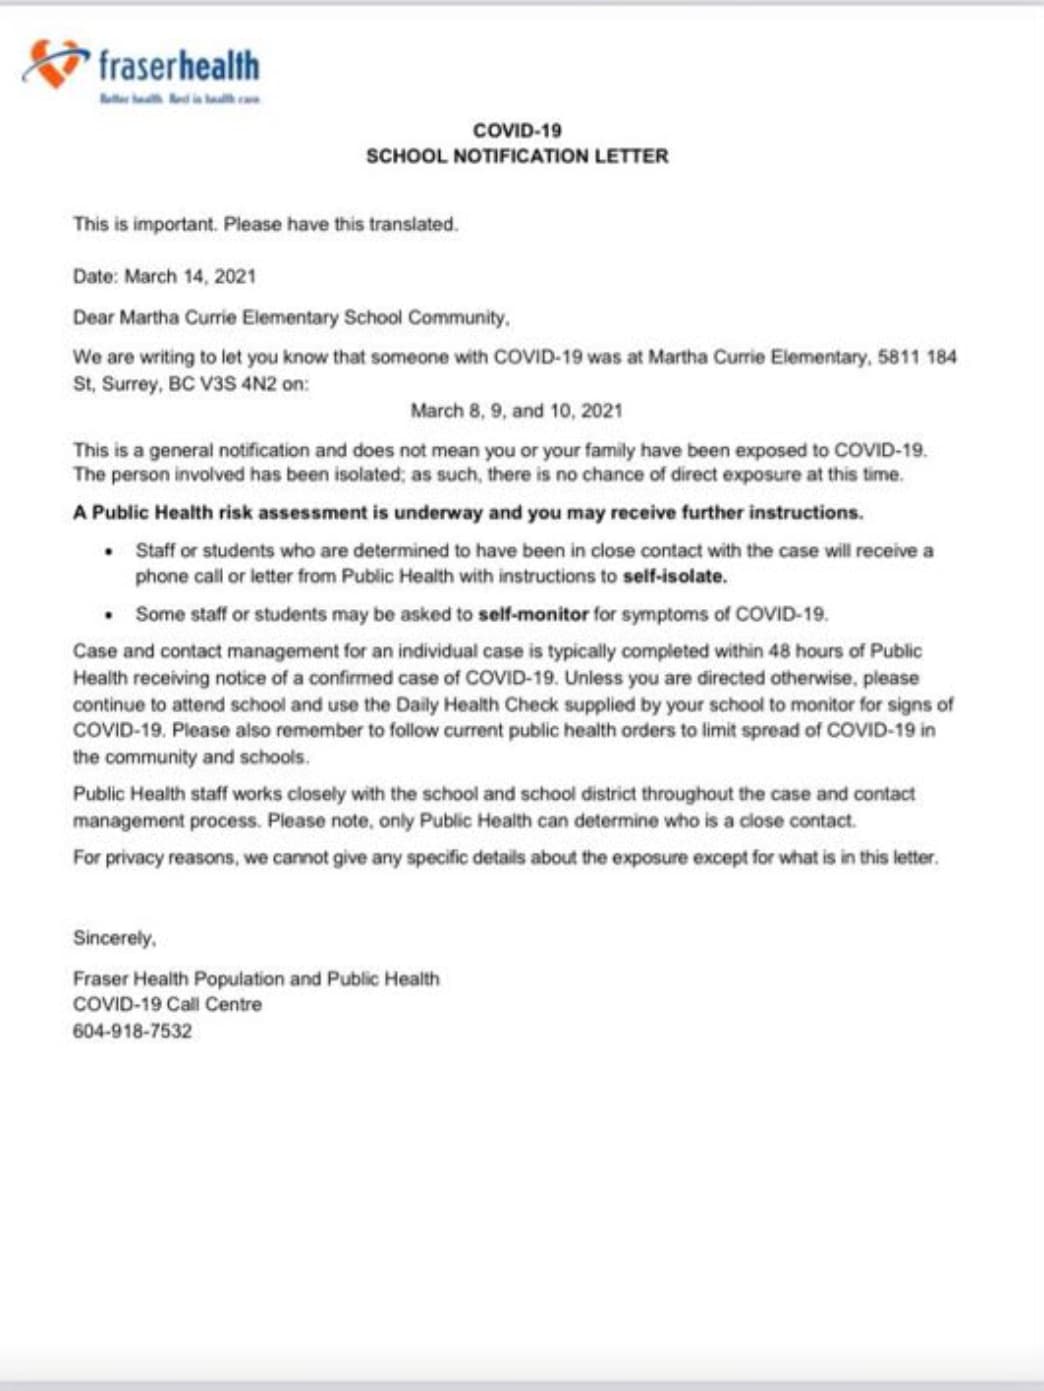 fraserhealth
Better health. Best in health care.
COVID-19
SCHOOL NOTIFICATION LETTER
This is important. Please have this translated.
Date: March 14, 2021
Dear Martha Currie Elementary School Community,
We are writing to let you know that someone with COVID-19 was at Martha Currie Elementary, 5811 184
St, Surrey, BC V3S 4N2 on:
March 8, 9, and 10, 2021
This is a general notification and does not mean you or your family have been exposed to COVID-19.
The person involved has been isolated; as such, there is no chance of direct exposure at this time.
A Public Health risk assessment is underway and you may receive further instructions.
• Staff or students who are determined to have been in close contact with the case will receive a
phone call or letter from Public Health with instructions to self-isolate.
• Some staff or students may be asked to self-monitor for symptoms of COVID-19.
Case and contact management for an individual case is typically completed within 48 hours of Public
Health receiving notice of a confirmed case of COVID-19. Unless you are directed otherwise, please
continue to attend school and use the Daily Health Check supplied by your school to monitor for signs of
COVID-19. Please also remember to follow current public health orders to limit spread of COVID-19 in
the community and schools.
Public Health staff works closely with the school and school district throughout the case and contact
management process. Please note, only Public Health can determine who is a close contact.
For privacy reasons, we cannot give any specific details about the exposure except for what is in this letter.
Sincerely,
Fraser Health Population and Public Health
COVID-19 Call Centre
604-918-7532